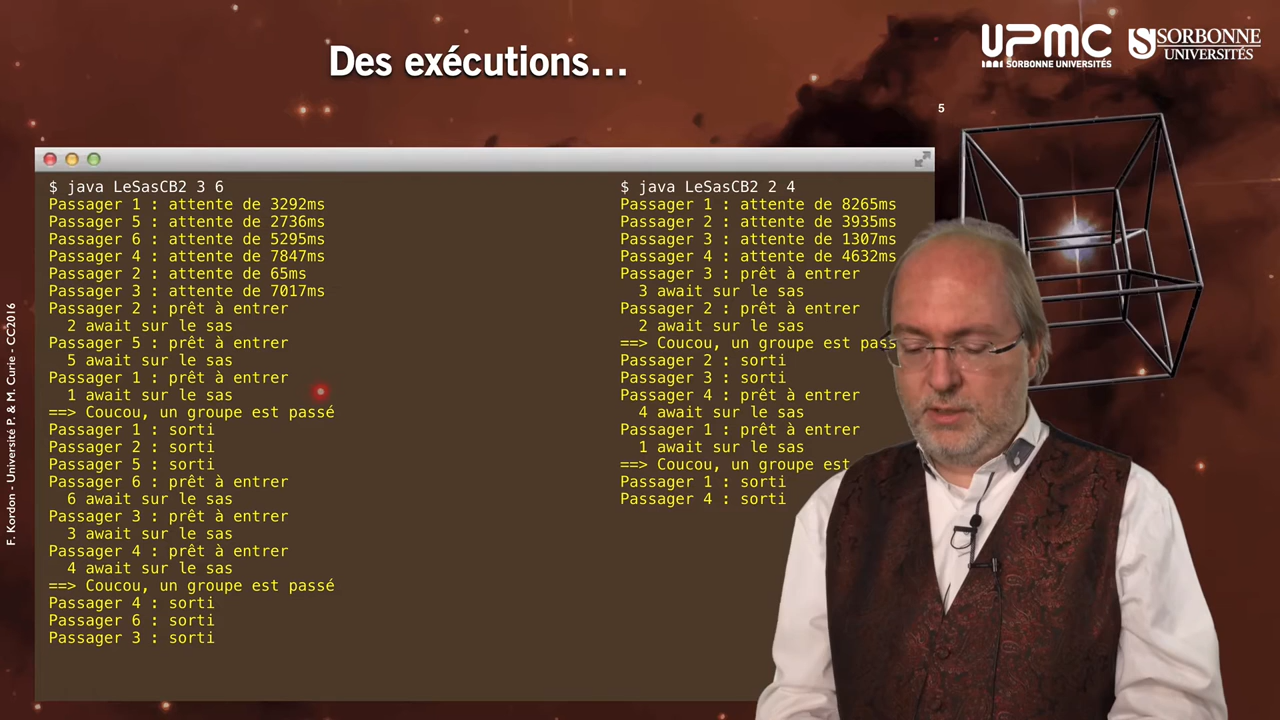 Des exécutions...
UPMC
SORBONNE UNIVERSITÉS
SORBONNE
UNIVERSITÉS
5
$ java LeSasCB2 3 6
Passager 1 : attente de 3292ms
Passager 5 : attente de 2736ms
Passager 6 : attente de 5295ms
Passager 4 : attente de 7847ms
Passager 2 : attente de 65ms
Passager 3 : attente de 7017ms
Passager 2 : prêt à entrer
2 await sur le sas
Passager 5 : prêt à entrer
5 await sur le sas
Passager 1 : prêt à entrer
1 await sur le sas
==> Coucou, un groupe est passé
Passager 1 : sorti
Passager 2 : sorti
Passager 5 : sorti
Passager 6 : prêt à entrer
6 await sur le sas
Passager 3 : prêt à entrer
3 await sur le sas
Passager 4 : prêt à entrer
4 await sur le sas
==> Coucou, un groupe est passé
Passager 4 : sorti
Passager 6 : sorti
Passager 3 : sorti
$ java LeSasCB2 2 4
Passager 1 : attente de 8265ms
Passager 2 : attente de 3935ms
Passager 3 : attente de 1307ms
Passager 4 : attente de 4632ms
Passager 3 : prêt à entrer
3 await sur le sas
Passager 2 : prêt à entrer
2 await sur le sas
==> Coucou, un groupe est pass
Passager 2 : sorti
Passager 3 : sorti
Passager 4 : prêt à entrer
4 await sur le sas
Passager 1 : prêt à entrer
1 await sur le sas
==> Coucou, un groupe est
Passager 1 : sorti
Passager 4 : sorti
F. Kordon - Université P. & M. Curie - CC2016